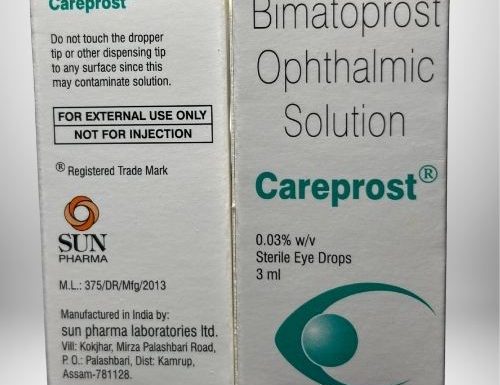 Careprost®
Do not touch the dropper
tip or other dispensing tip
to any surface since this
may contaminate solution.
FOR EXTERNAL USE ONLY
NOT FOR INJECTION
® Registered Trade Mark
SUN
PHARMA
M.L.: 375/DR/Mfg/2013
Manufactured in India by:
sun pharma laboratories ltd.
Vill: Kokjhar, Mirza Palashbari Road,
P. O.: Palashbari, Dist: Kamrup,
Assam-781128.
Bimatoprost
Ophthalmic
Solution
Careprost®
0.03% w/v
Sterile Eye Drops
3 ml